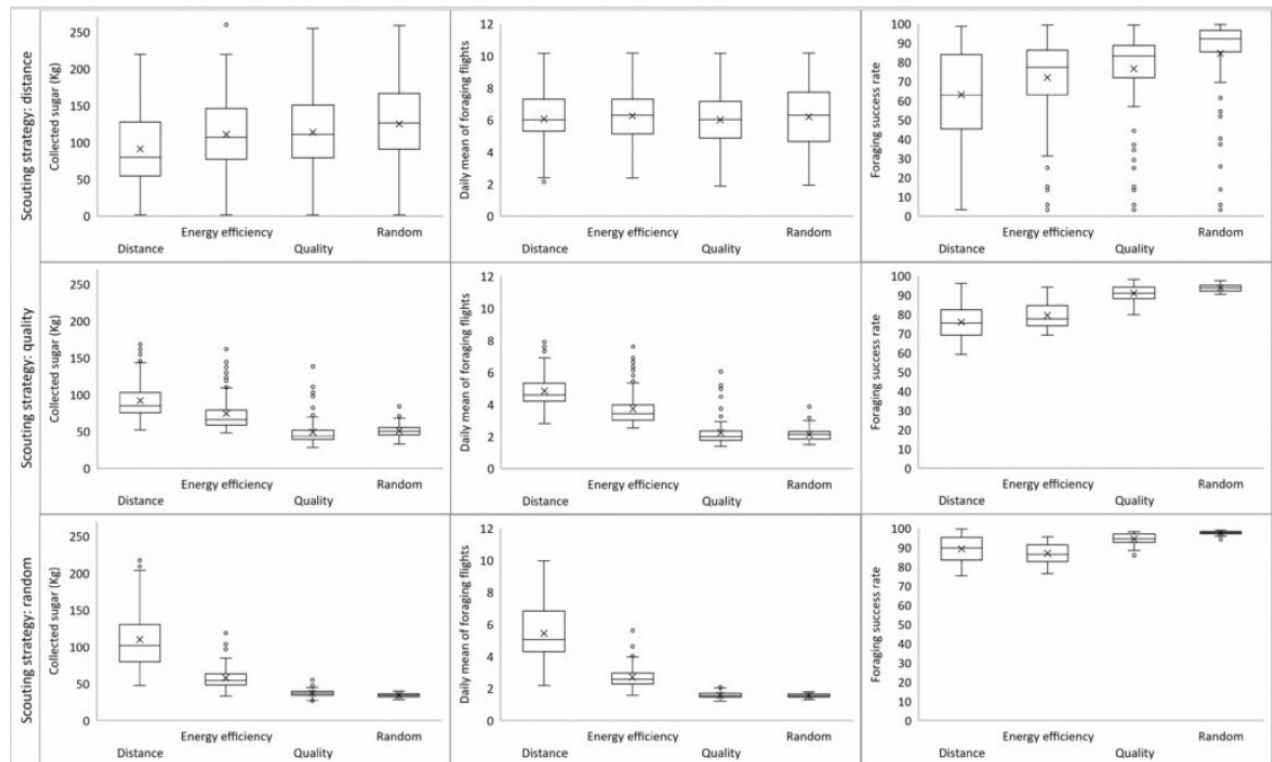 Scouting strategy: distance
Collected sugar (Kg)
250
200
150
100
50
0
Distance
Energy efficiency
Quality
Random
Daily mean of foraging flights
12
10
8
6
4
2
0
Distance
Energy efficiency
Quality
Random
Foraging success rate
100
90
80
70
60
50
40
30
20
10
0
Distance
Energy efficiency
Quality
Random
Scouting strategy: quality
Collected sugar (Kg)
250
200
150
100
50
0
Distance
Energy efficiency
Quality
Random
Daily mean of foraging flights
12
10
8
6
4
2
0
Distance
Energy efficiency
Quality
Random
Foraging success rate
100
90
80
70
60
50
40
30
20
10
0
Distance
Energy efficiency
Quality
Random
Scouting strategy: random
Collected sugar (Kg)
250
200
150
100
50
0
Distance
Energy efficiency
Quality
Random
Daily mean of foraging flights
12
10
8
6
4
2
0
Distance
Energy efficiency
Quality
Random
Foraging success rate
100
90
80
70
60
50
40
30
20
10
0
Distance
Energy efficiency
Quality
Random